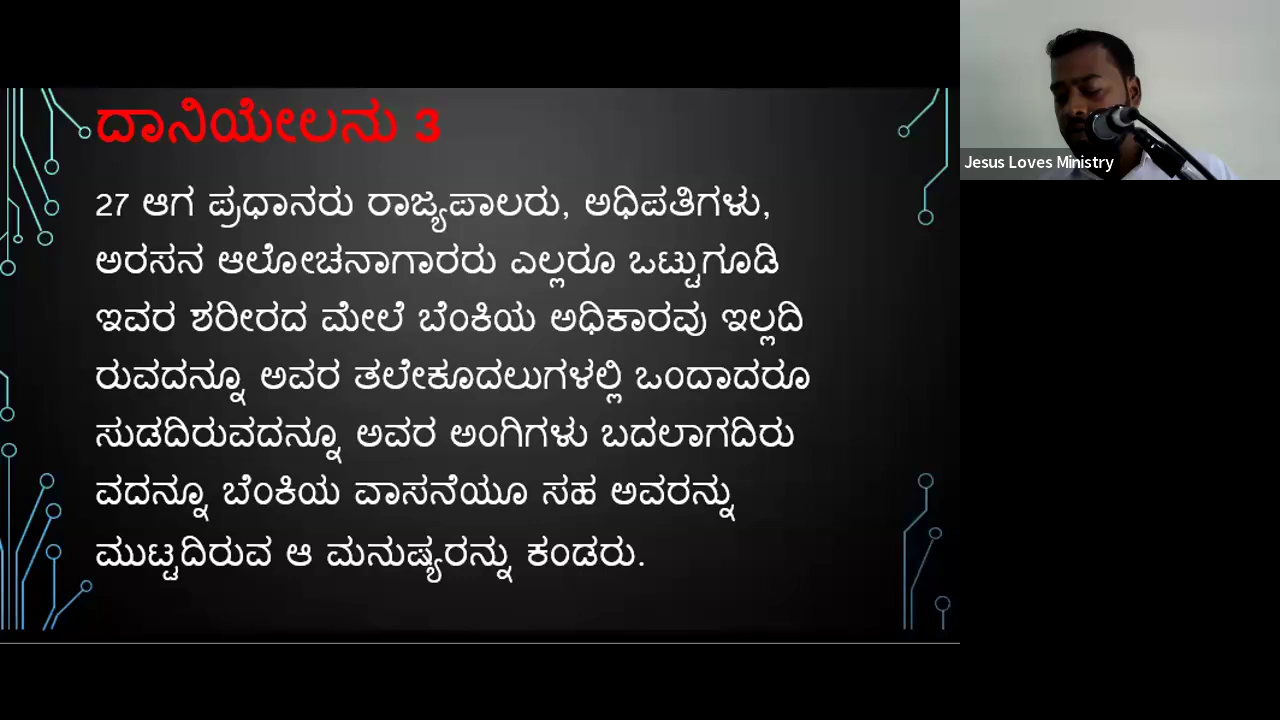 ದಾನಿಯೇಲನು 3
27 ಆಗ ಪ್ರಧಾನರು ರಾಜ್ಯಪಾಲರು, ಅಧಿಪತಿಗಳು,
ಅರಸನ ಆಲೋಚನಾಗಾರರು ಎಲ್ಲರೂ ಒಟ್ಟುಗೂಡಿ
ಇವರ ಶರೀರದ ಮೇಲೆ ಬೆಂಕಿಯ ಅಧಿಕಾರವು ಇಲ್ಲದಿ
ರುವದನ್ನೂ ಅವರ ತಲೇಕೂದಲುಗಳಲ್ಲಿ ಒಂದಾದರೂ
ಸುಡದಿರುವದನ್ನೂ ಅವರ ಅಂಗಿಗಳು ಬದಲಾಗದಿರು
ವದನ್ನೂ ಬೆಂಕಿಯ ವಾಸನೆಯೂ ಸಹ ಅವರನ್ನು
ಮುಟ್ಟದಿರುವ ಆ ಮನುಷ್ಯರನ್ನು ಕಂಡರು.
Jesus Loves Ministry